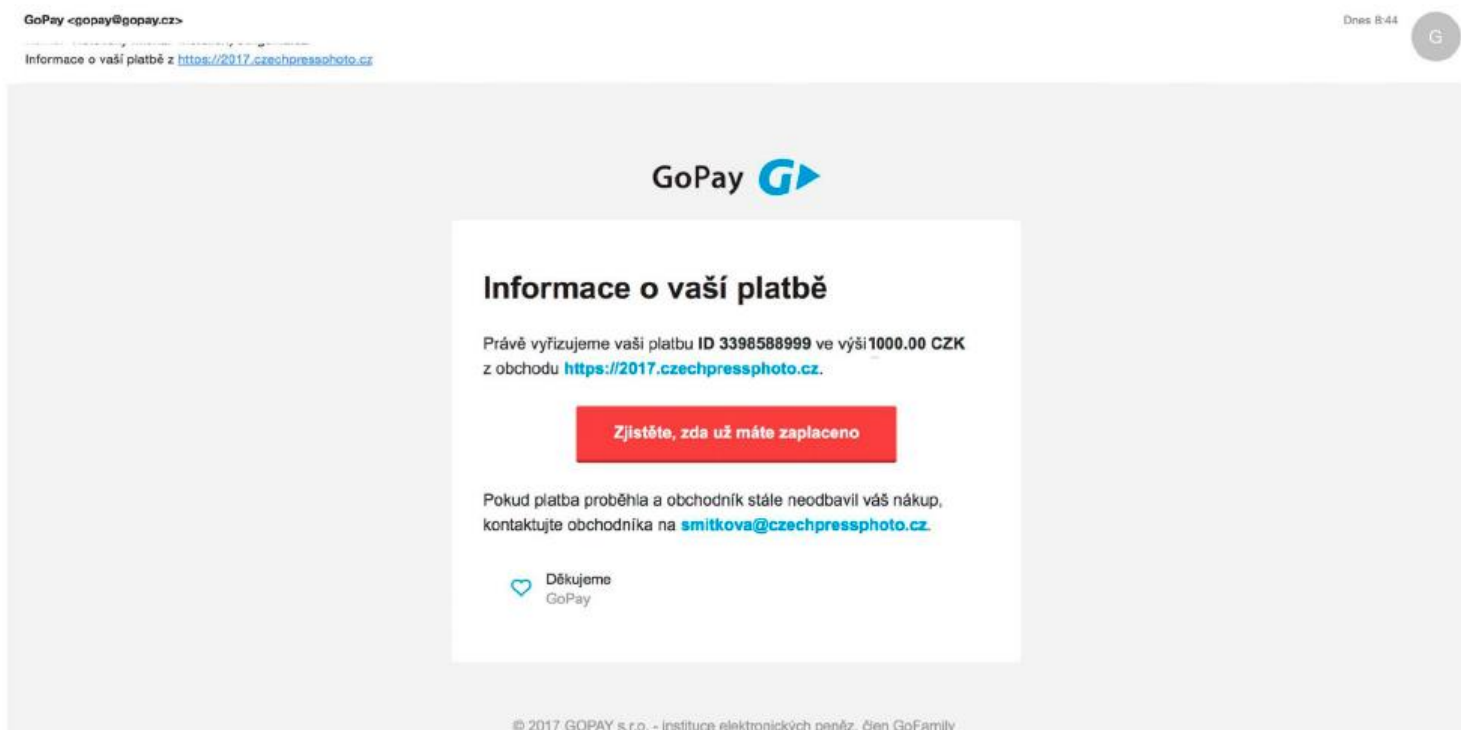 GoPay <gopay@gopay.cz>
Dnes 8:44
G
Informace o vaší platbě z https://2017.czechpressphoto.cz
GoPay G
Informace o vaší platbě
Právě vyřizujeme vaši platbu ID 3398588999 ve výši 1000.00 CZK
z obchodu https://2017.czechpressphoto.cz.
Zjistěte, zda už máte zaplaceno
Pokud platba proběhla a obchodník stále neodbavil váš nákup,
kontaktujte obchodníka na smitkova@czechpressphoto.cz.
Děkujeme
GoPay
© 2017 GOPAY s.r.o. - instituce elektronických peněz, člen GoFamily